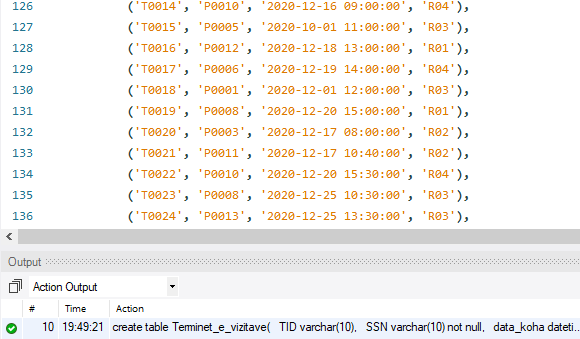 126 ('T0014', 'P0010', '2020-12-16 09:00:00', 'R04'),
127 ('T0015', 'P0005', '2020-10-01 11:00:00', 'R03'),
128 ('T0016', 'P0012', '2020-12-18 13:00:00', 'R01'),
129 ('T0017', 'P0006', '2020-12-19 14:00:00', 'R04'),
130 ('T0018', 'P0001', '2020-12-01 12:00:00', 'R03'),
131 ('T0019', 'P0008', '2020-12-20 15:00:00', 'R01'),
132 ('T0020', 'P0003', '2020-12-17 08:00:00', 'R02'),
133 ('T0021', 'P0011', '2020-12-17 10:40:00', 'R02'),
134 ('T0022', 'P0010', '2020-12-20 15:30:00', 'R04'),
135 ('T0023', 'P0008', '2020-12-25 10:30:00', 'R03'),
136 ('T0024', 'P0013', '2020-12-25 13:30:00', 'R03'),
Output
Action Output
# Time Action
10 19:49:21 create table Terminet_e_vizitave( TID varchar(10), SSN varchar(10) not null, data_koha dateti...